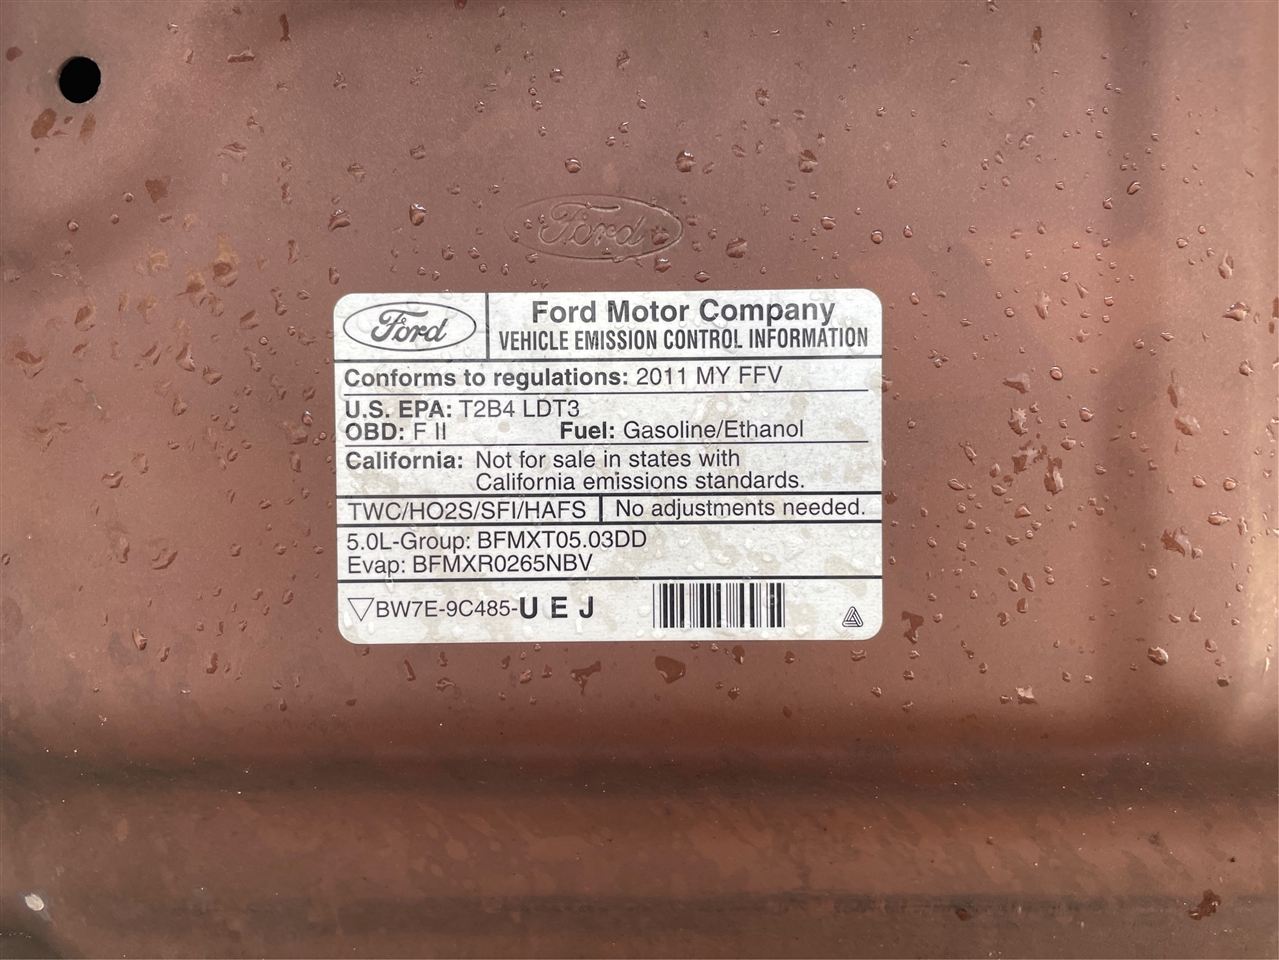 Ford
Ford
Ford Motor Company
VEHICLE EMISSION CONTROL INFORMATION
Conforms to regulations: 2011 MY FFV
U.S. EPA: T2B4 LDT3
OBD: F II Fuel: Gasoline/Ethanol
California: Not for sale in states with
California emissions standards.
TWC/HO2S/SFI/HAFS No adjustments needed.
5.0L-Group: BFMXT05.03DD
Evap: BFMXR0265NBV
BW7E-9C485-UEJ